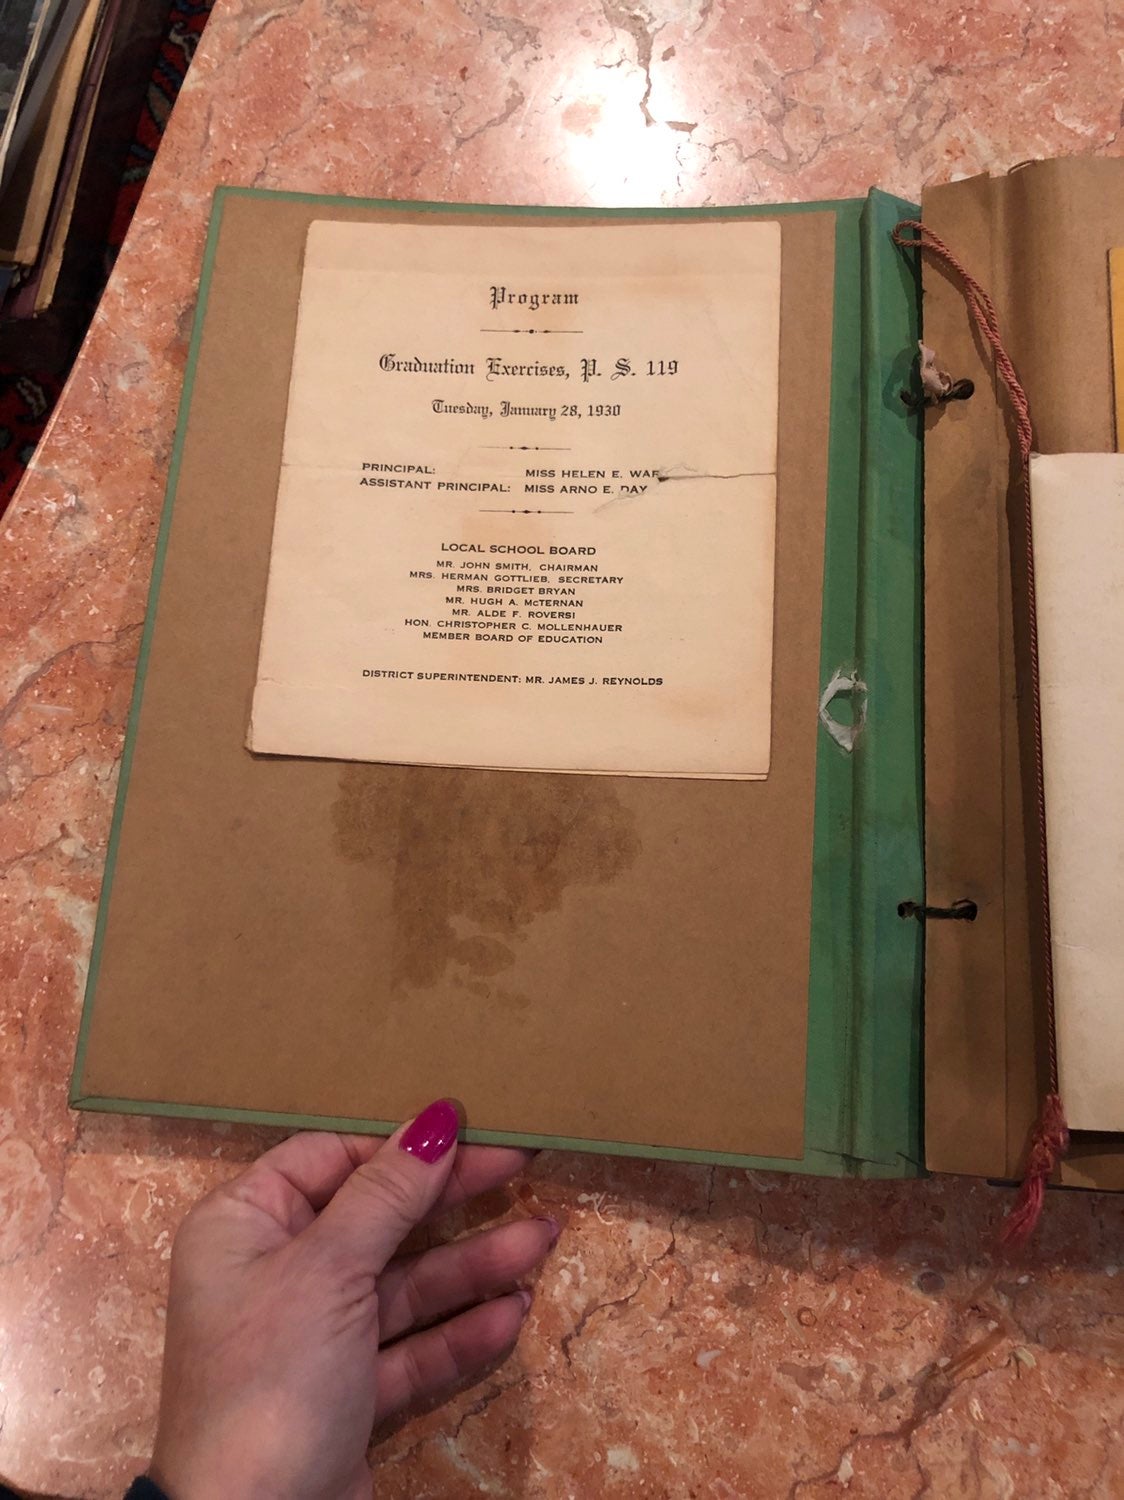 Program
Graduation Exercises, P. S. 119
Tuesday, January 28, 1930
PRINCIPAL: MISS HELEN E.
ASSISTANT PRINCIPAL: MISS ARNO E. DAY
LOCAL SCHOOL BOARD
MR. JOHN SMITH, CHAIRMAN
MRS. HERMAN GOTTLIEB, SECRETARY
MRS. BRIDGET BRYAN
MR. HUGH A. McTERNAN
MR. ALDE F. ROVERSI
HON. CHRISTOPHER C. MOLLENHAUER
MEMBER BOARD OF EDUCATION
DISTRICT SUPERINTENDENT: MR. JAMES J. REYNOLDS